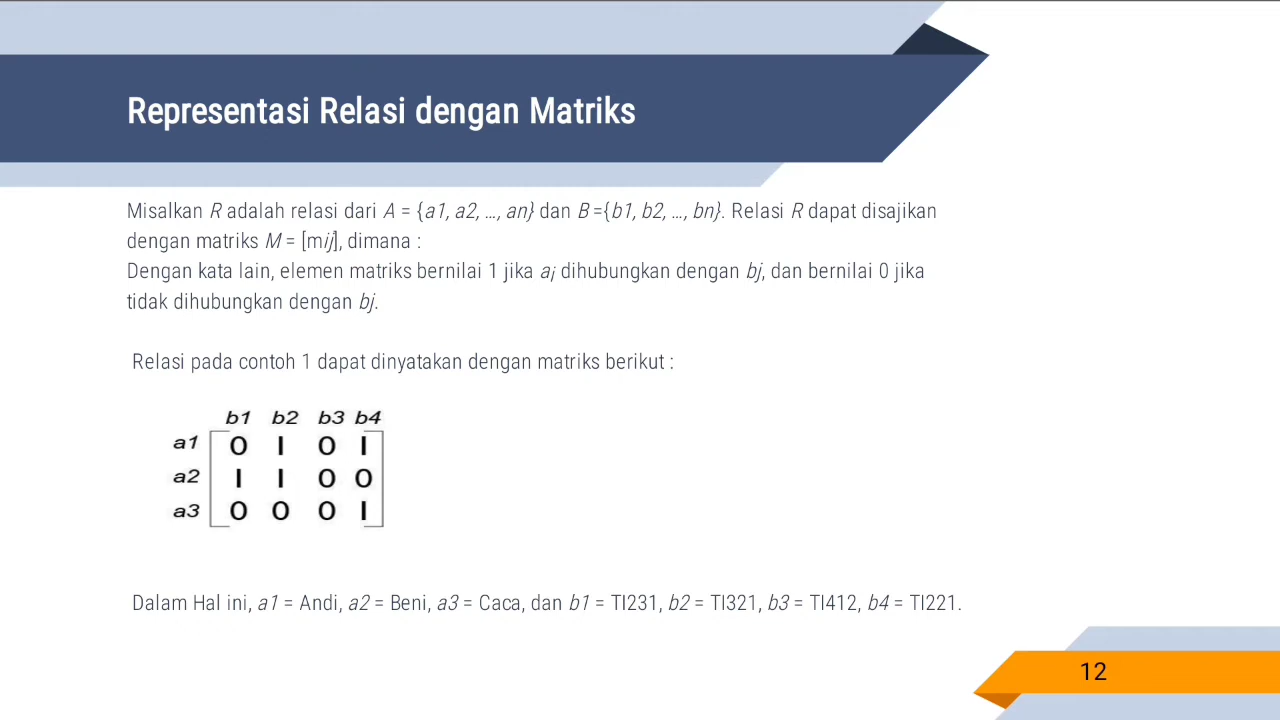 Representasi Relasi dengan Matriks
Misalkan R adalah relasi dari A = {a1, a2, …, an} dan B ={b1, b2, …, bn}. Relasi R dapat disajikan
dengan matriks M = [mij], dimana :
Dengan kata lain, elemen matriks bernilai 1 jika ai dihubungkan dengan bj, dan bernilai 0 jika
tidak dihubungkan dengan bj.
Relasi pada contoh 1 dapat dinyatakan dengan matriks berikut :
b1 b2 b3 b4
a1 0 1 0 1
a2 1 1 0 0
a3 0 0 0 1
Dalam Hal ini, a1 = Andi, a2 = Beni, a3 = Caca, dan b1 = TI231, b2 = TI321, b3 = TI412, b4 = TI221.
12